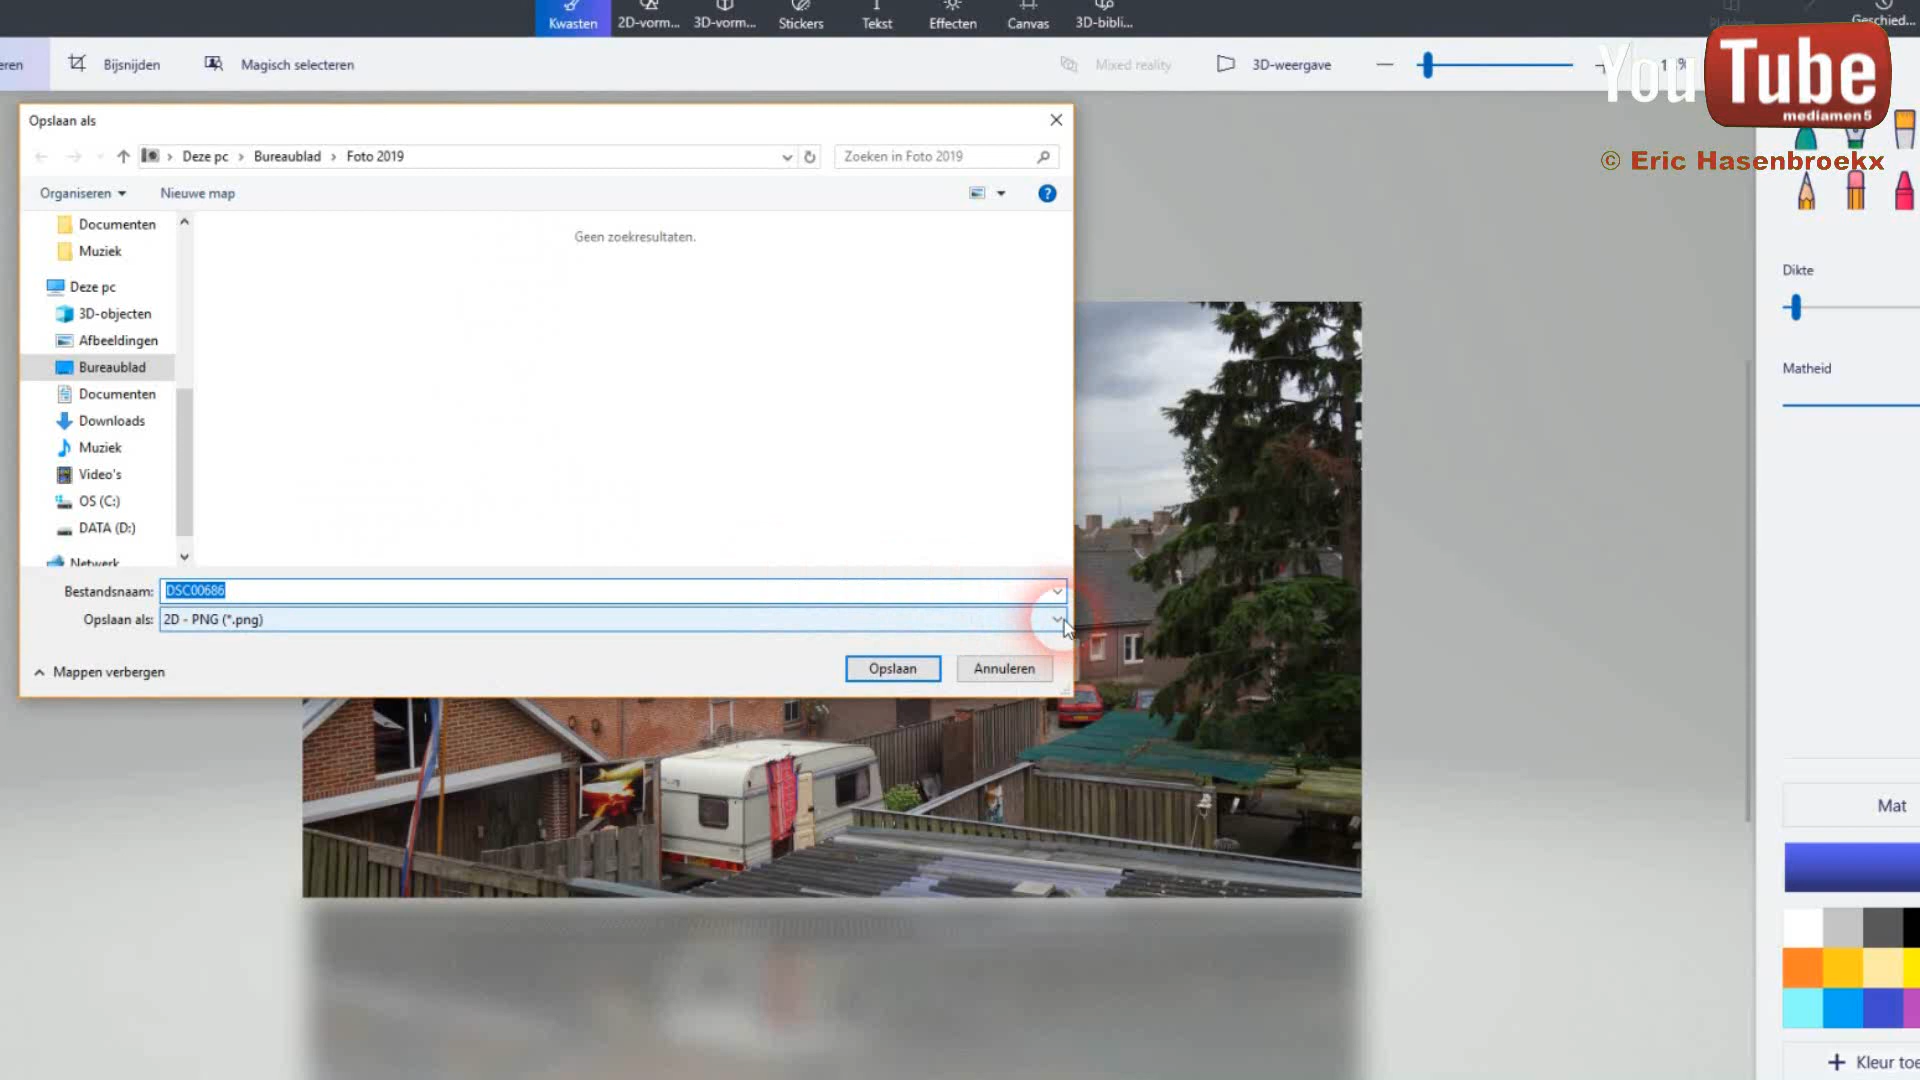 Kwasten 2D-vorm... 3D-vorm... Stickers Tekst Effecten Canvas 3D-bibli... Geschied...
eren Bijsnijden Magisch selecteren Mixed reality 3D-weergave
YouTube
mediamen5
© Eric Hasenbroekx
Opslaan als
Deze pc Bureaublad Foto 2019 Zoeken in Foto 2019
Organiseren Nieuwe map
Documenten
Muziek
Deze pc
3D-objecten
Afbeeldingen
Bureaublad
Documenten
Downloads
Muziek
Video's
OS (C:)
DATA (D:)
Netwerk
Geen zoekresultaten.
Bestandsnaam: DSC00686
Opslaan als: 2D - PNG (*.png)
Mappen verbergen Opslaan Annuleren
Dikte
Matheid
Mat
+ Kleur toe